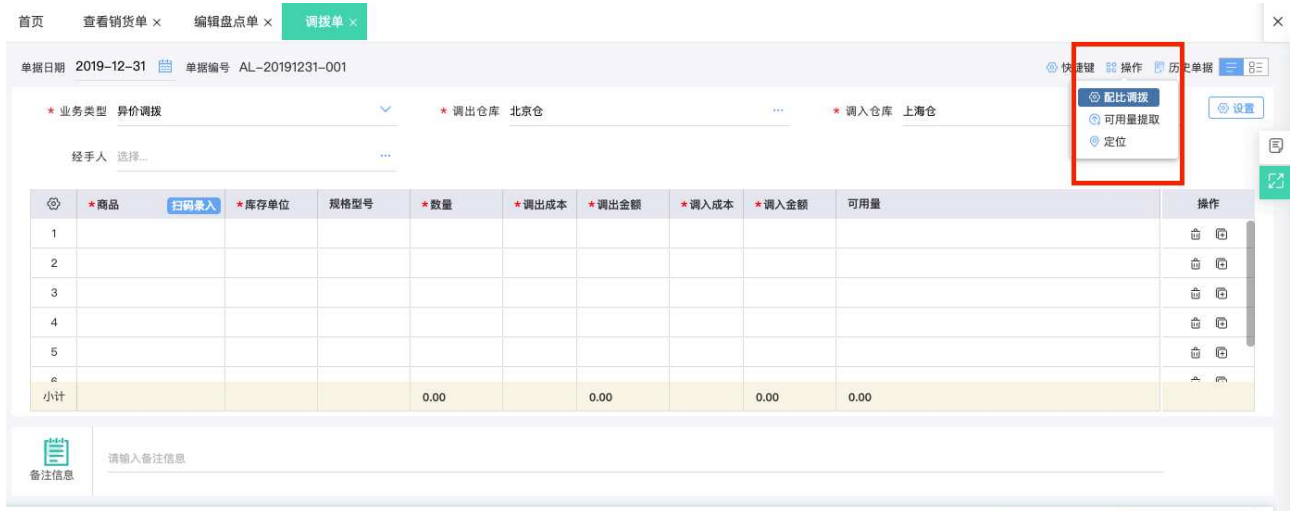 首页 查看销货单 × 编辑盘点单 × 调拨单 ×
单据日期 2019-12-31 单据编号 AL-20191231-001 快捷键 操作 历史单据
* 业务类型 异价调拨 * 调出仓库 北京仓 ... * 调入仓库 上海仓 配比调拨 设置
可用量提取
定位
经手人 选择... ...
*商品 扫码录入 *库存单位 规格型号 *数量 *调出成本 *调出金额 *调入成本 *调入金额 可用量 操作
1
2
3
4
5
小计 0.00 0.00 0.00 0.00
备注信息 请输入备注信息